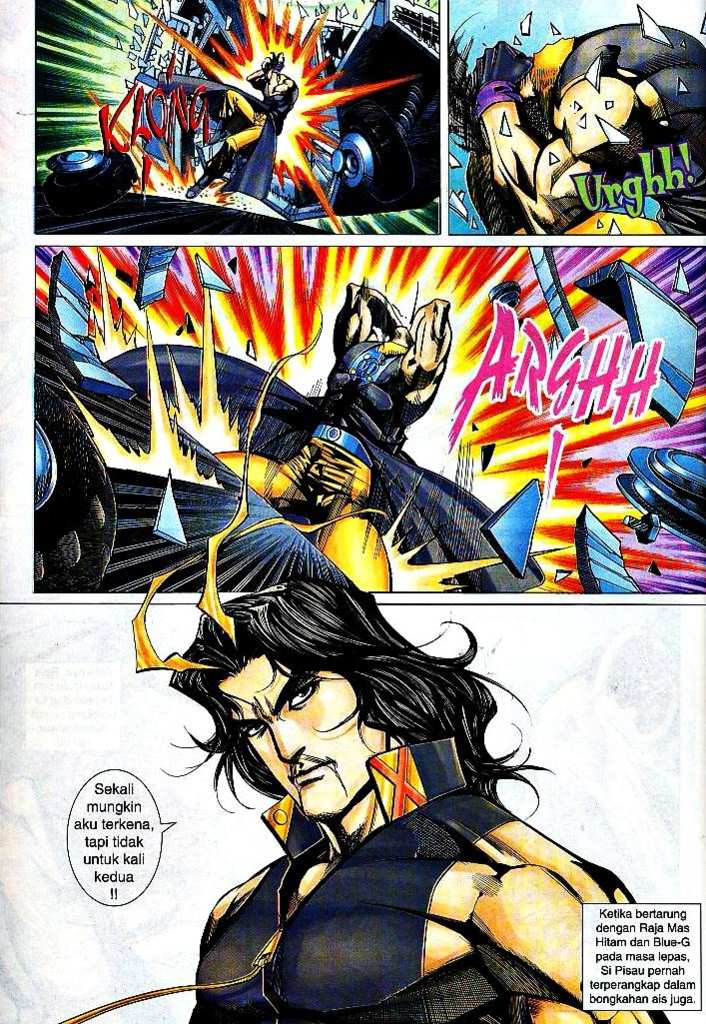 KLONG
!
Urghh!
ARGHH
!
Sekali
mungkin
aku terkena,
tapi tidak
untuk kali
kedua
!!
Ketika bertarung
dengan Raja Mas
Hitam dan Blue-G
pada masa lepas,
Si Pisau pernah
terperangkap dalam
bongkahan ais juga.